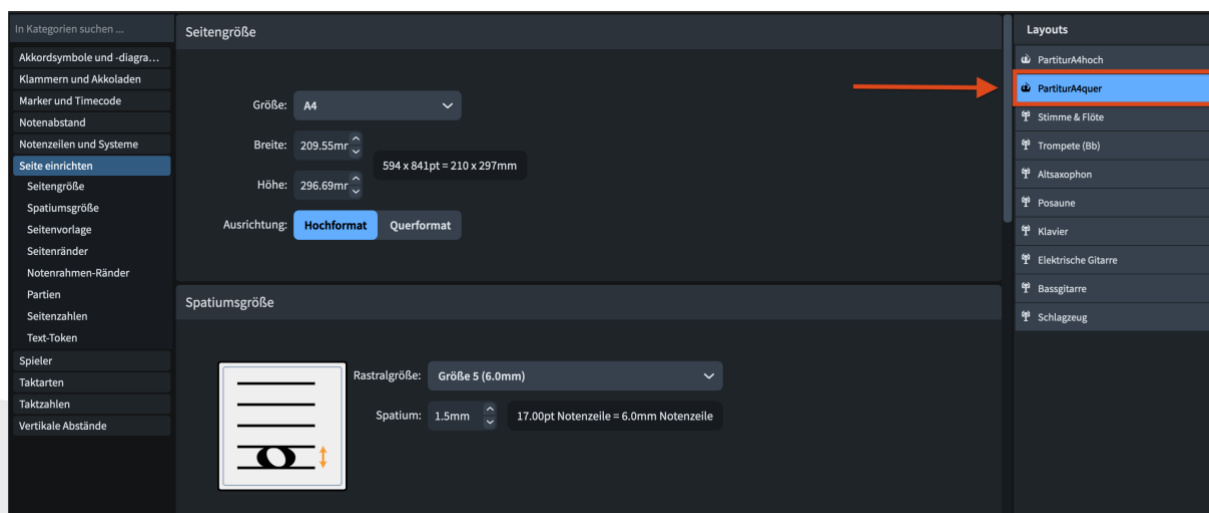 In Kategorien suchen ...
Akkordsymbole und -diagra...
Klammern und Akkoladen
Marker und Timecode
Notenabstand
Notenzeilen und Systeme
Seite einrichten
Seitengröße
Spatiumsgröße
Seitenvorlage
Seitenränder
Notenrahmen-Ränder
Partien
Seitenzahlen
Text-Token
Spieler
Taktarten
Taktzahlen
Vertikale Abstände
Seitengröße
Größe: A4
Breite: 209.55mr
594 x 841pt = 210 x 297mm
Höhe: 296.69mr
Ausrichtung: Hochformat Querformat
Spatiumsgröße
Rastralgröße: Größe 5 (6.0mm)
Spatium: 1.5mm 17.00pt Notenzeile = 6.0mm Notenzeile
Layouts
PartiturA4hoch
PartiturA4quer
Stimme & Flöte
Trompete (Bb)
Altsaxophon
Posaune
Klavier
Elektrische Gitarre
Bassgitarre
Schlagzeug